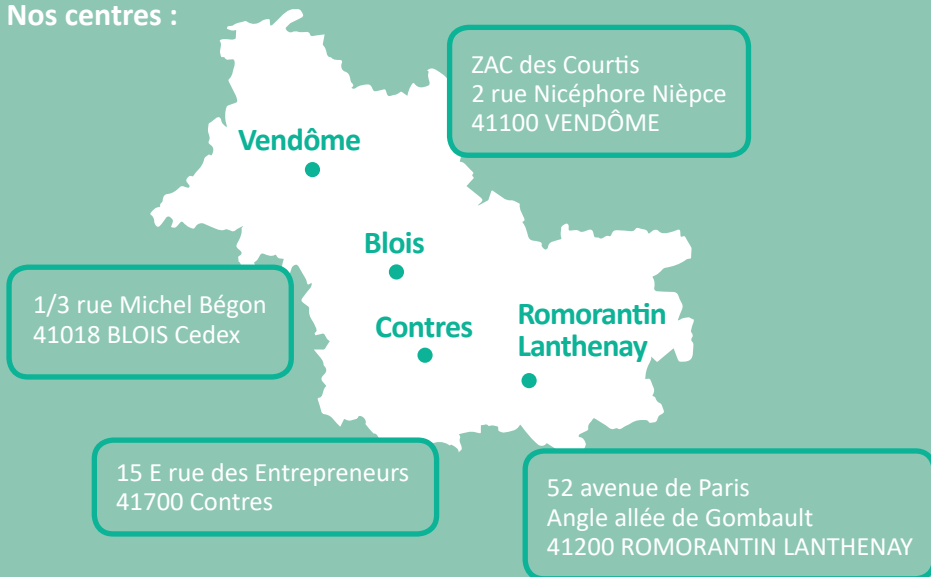 Nos centres :
ZAC des Courtis
2 rue Nicéphore Nièpce
41100 VENDÔME
Vendôme
Blois
1/3 rue Michel Bégon
41018 BLOIS Cedex
Contres
Romorantin
Lanthenay
15 E rue des Entrepreneurs
41700 Contres
52 avenue de Paris
Angle allée de Gombault
41200 ROMORANTIN LANTHENAY